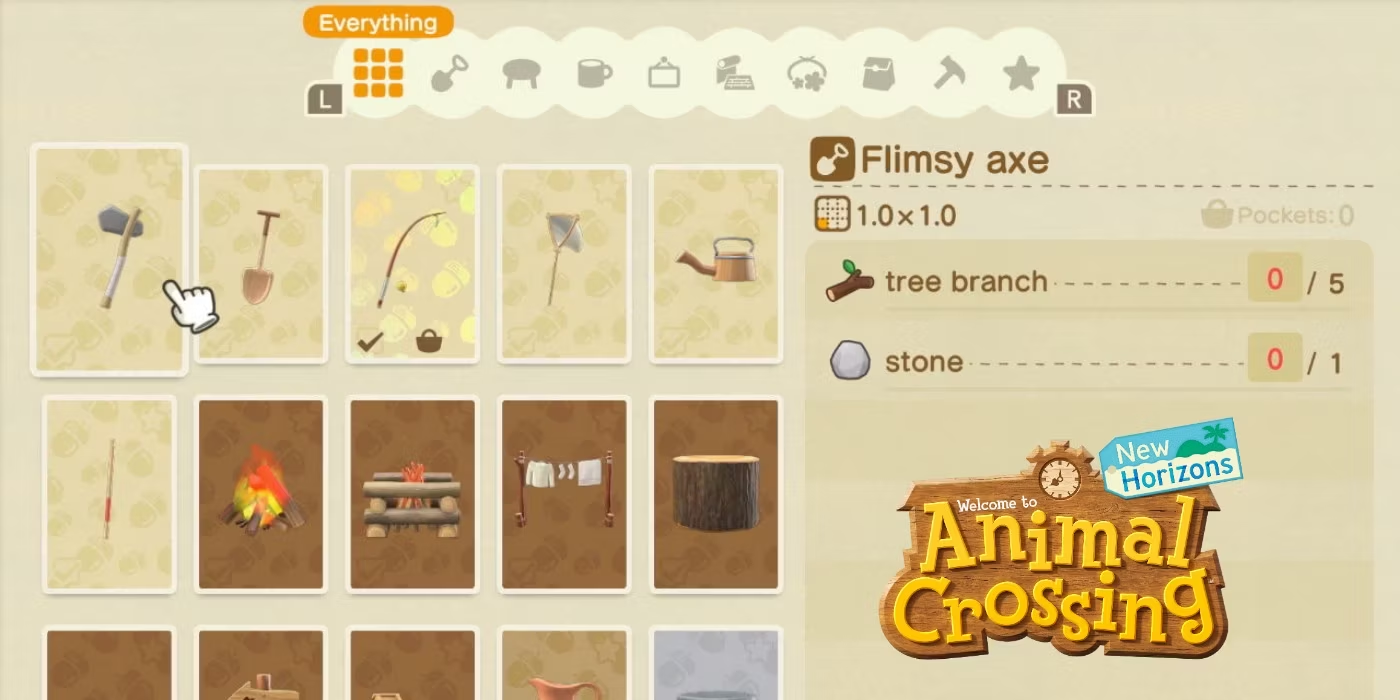 Everything
L
R
Flimsy axe
1.0×1.0
Pockets: 0
tree branch 0 / 5
stone 0 / 1
New
Horizons
Welcome to
Animal
Crossing